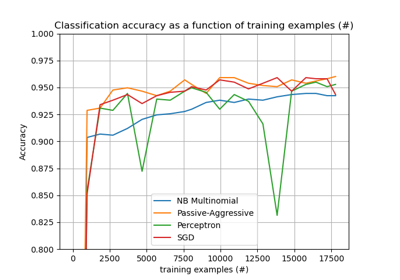 Classification accuracy as a function of training examples (#)
1.000
0.975
0.950
0.925
0.900
0.875
0.850
0.825
0.800
Accuracy
NB Multinomial
Passive-Aggressive
Perceptron
SGD
0 2500 5000 7500 10000 12500 15000 17500
training examples (#)